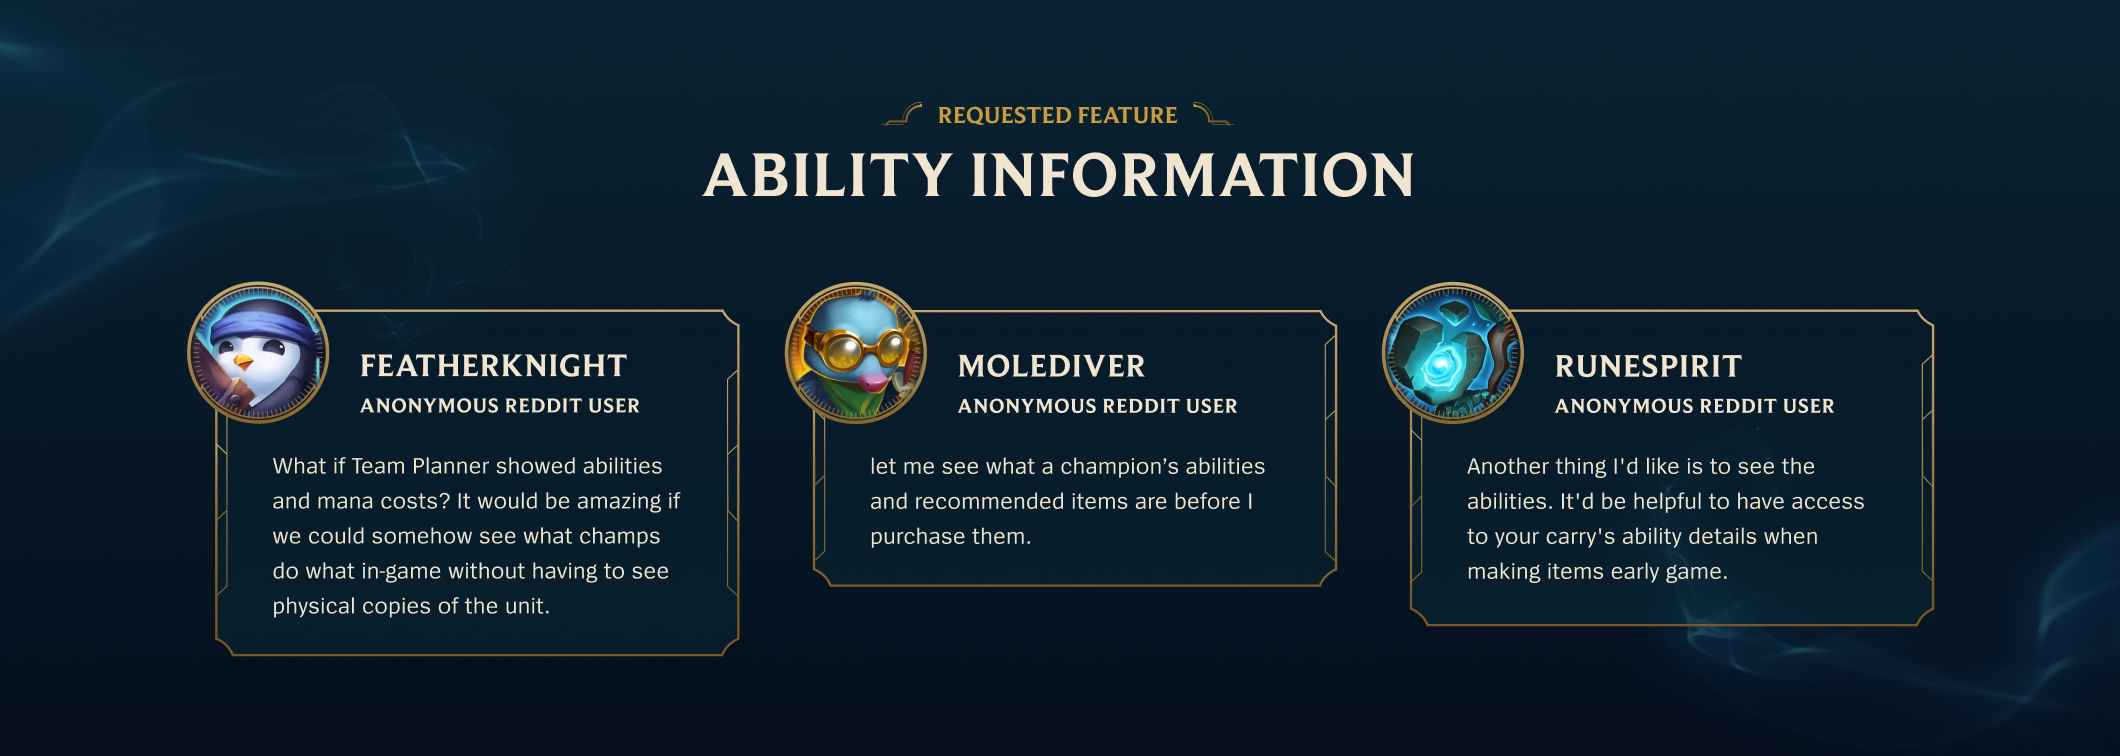 REQUESTED FEATURE
ABILITY INFORMATION
FEATHERKNIGHT
ANONYMOUS REDDIT USER
What if Team Planner showed abilities
and mana costs? It would be amazing if
we could somehow see what champs
do what in-game without having to see
physical copies of the unit.
MOLEDIVER
ANONYMOUS REDDIT USER
let me see what a champion’s abilities
and recommended items are before I
purchase them.
RUNESPIRIT
ANONYMOUS REDDIT USER
Another thing I'd like is to see the
abilities. It'd be helpful to have access
to your carry's ability details when
making items early game.